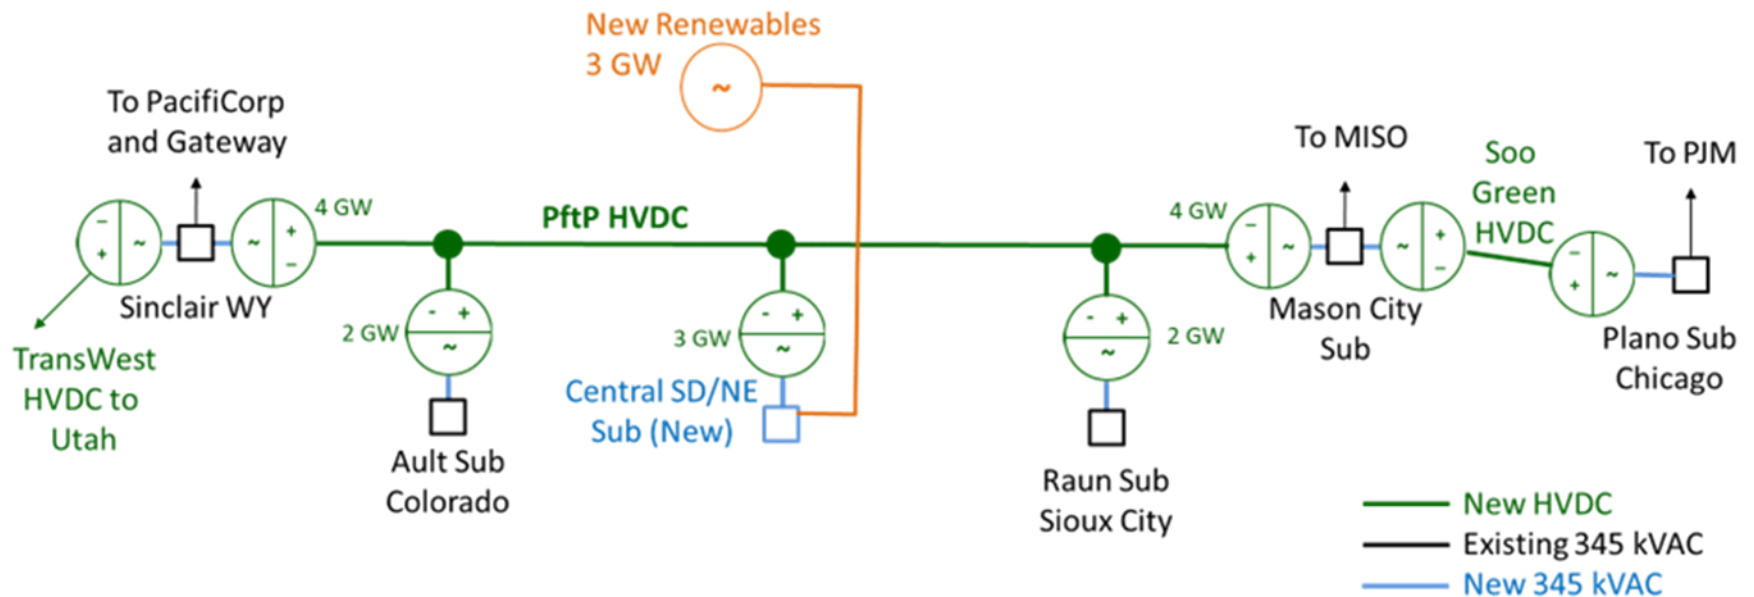 New Renewables
3 GW
~
To PacifiCorp
and Gateway
To MISO
Soo
Green
HVDC
To PJM
4 GW
PftP HVDC
4 GW
−
+
~
~
+
−
−
+
~
~
+
−
−
+
~
Sinclair WY
2 GW
- +
~
3 GW
- +
~
- +
~
2 GW
Mason City
Sub
Plano Sub
Chicago
TransWest
HVDC to
Utah
Central SD/NE
Sub (New)
Ault Sub
Colorado
Raun Sub
Sioux City
New HVDC
Existing 345 kVAC
New 345 kVAC